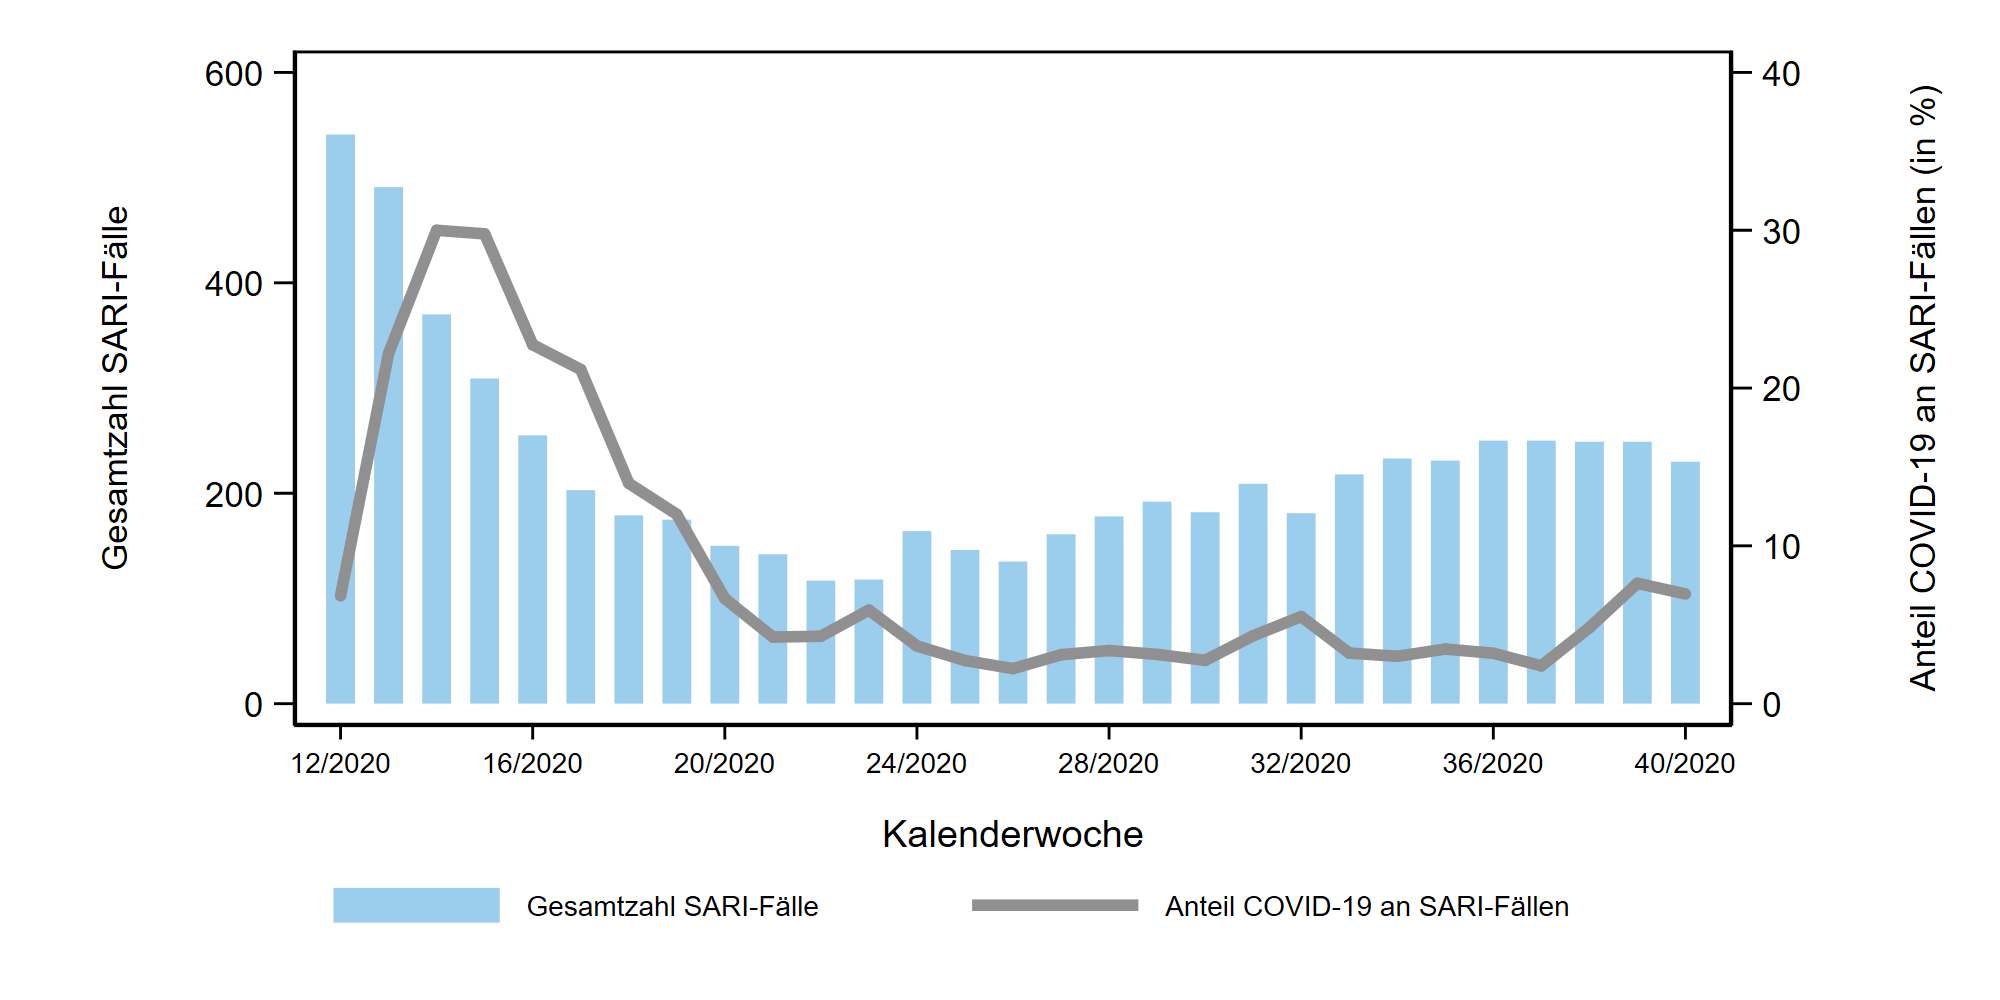 600
400
200
0
Gesamtzahl SARI-Fälle
40
30
20
10
0
Anteil COVID-19 an SARI-Fällen (in %)
12/2020 16/2020 20/2020 24/2020 28/2020 32/2020 36/2020 40/2020
Kalenderwoche
Gesamtzahl SARI-Fälle Anteil COVID-19 an SARI-Fällen